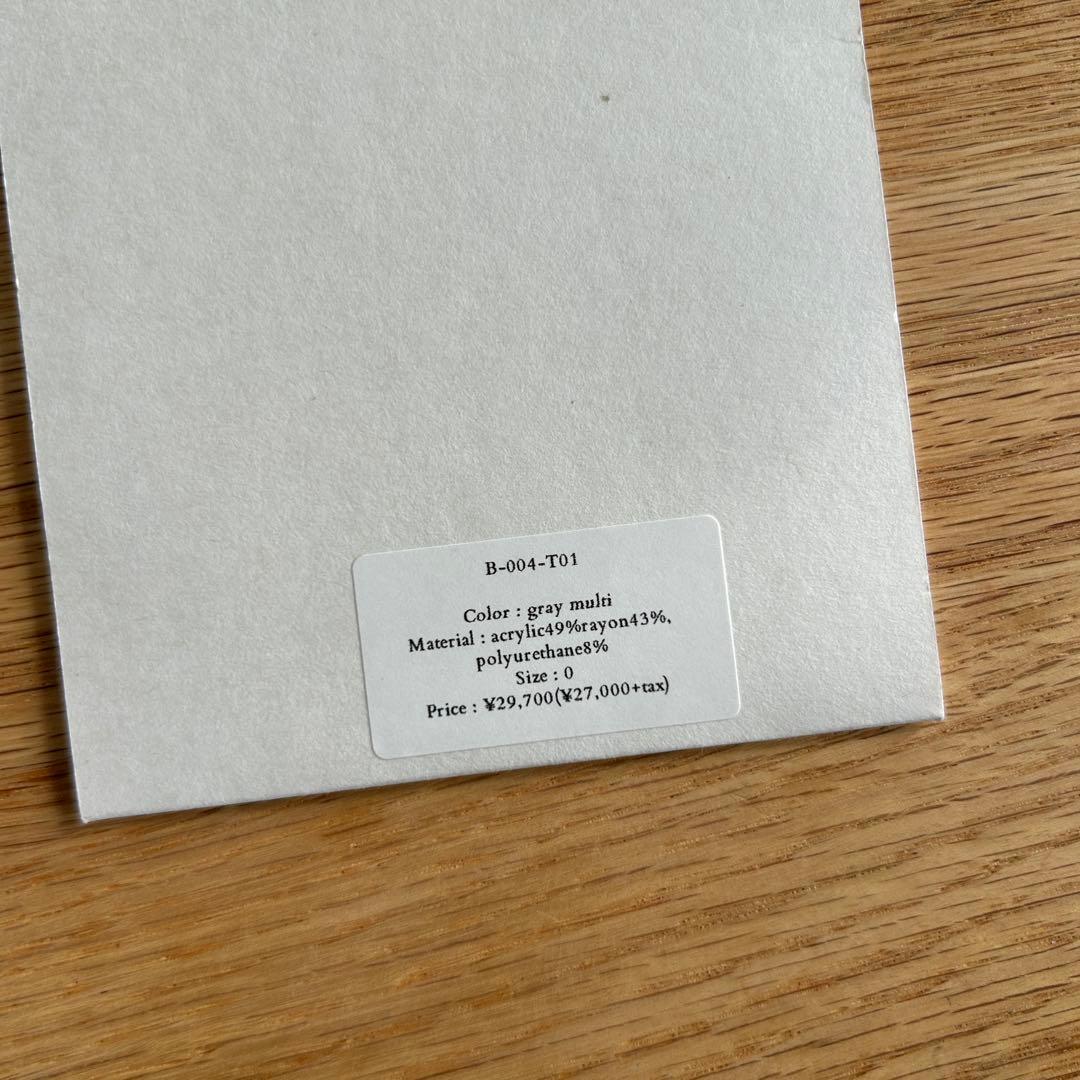 B-004-T01
Color : gray multi
Material : acrylic49%rayon43%,
polyurethane8%
Size : 0
Price : ¥29,700(¥27,000+tax)